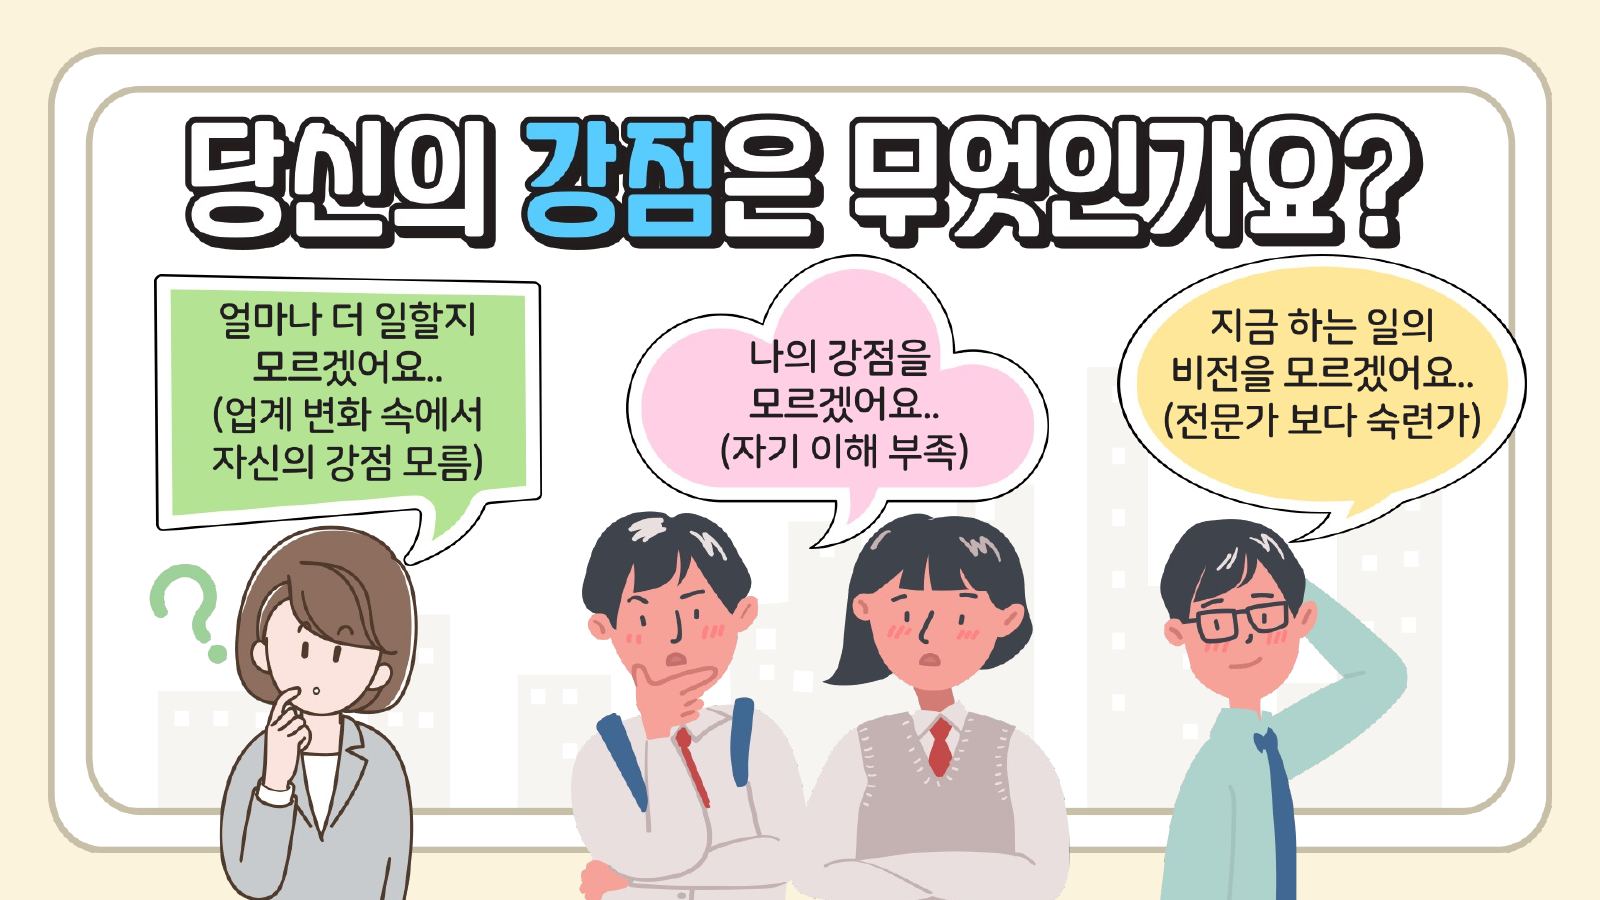 당신의 강점은 무엇인가요?
얼마나 더 일할지
모르겠어요..
(업계 변화 속에서
자신의 강점 모름)
나의 강점을
모르겠어요..
(자기 이해 부족)
지금 하는 일의
비전을 모르겠어요..
(전문가 보다 숙련가)